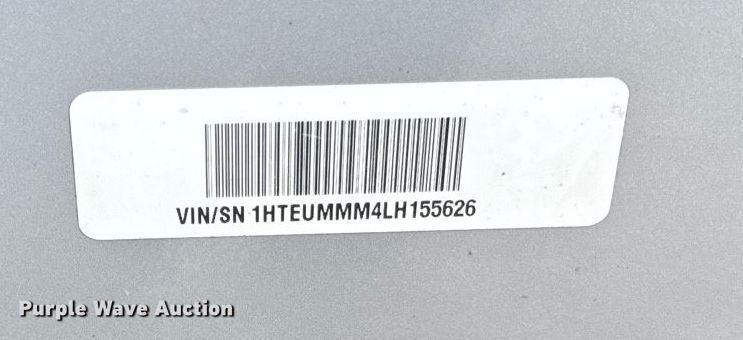 VIN/SN 1HTEUMMM4LH155626
Purple Wave Auction